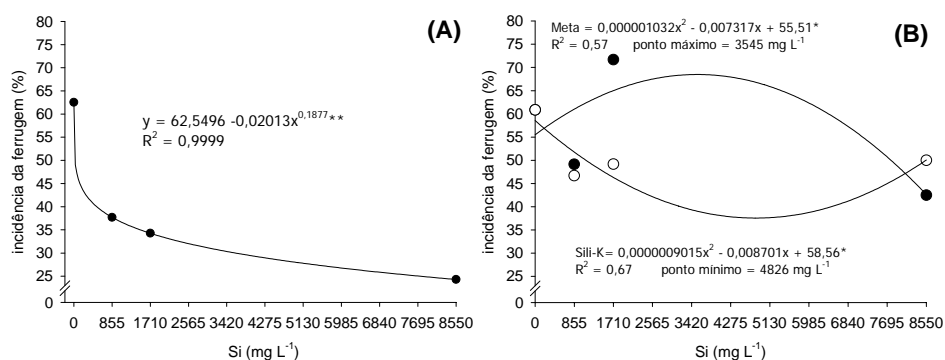 (A)
incidência da ferrugem (%)
80
75
70
65
60
55
50
45
40
35
30
25
0
y = 62,5496 -0,02013x^0,1877**
R² = 0,9999
0 855 1710 2565 3420 4275 5130 5985 6840 7695 8550
Si (mg L⁻¹)
(B)
Meta = 0,000001032x² - 0,007317x + 55,51*
R² = 0,57 ponto máximo = 3545 mg L⁻¹
incidência da ferrugem (%)
80
75
70
65
60
55
50
45
40
35
30
25
0
Sili-K= 0,0000009015x² - 0,008701x + 58,56*
R² = 0,67 ponto mínimo = 4826 mg L⁻¹
0 855 1710 2565 3420 4275 5130 5985 6840 7695 8550
Si (mg L⁻¹)